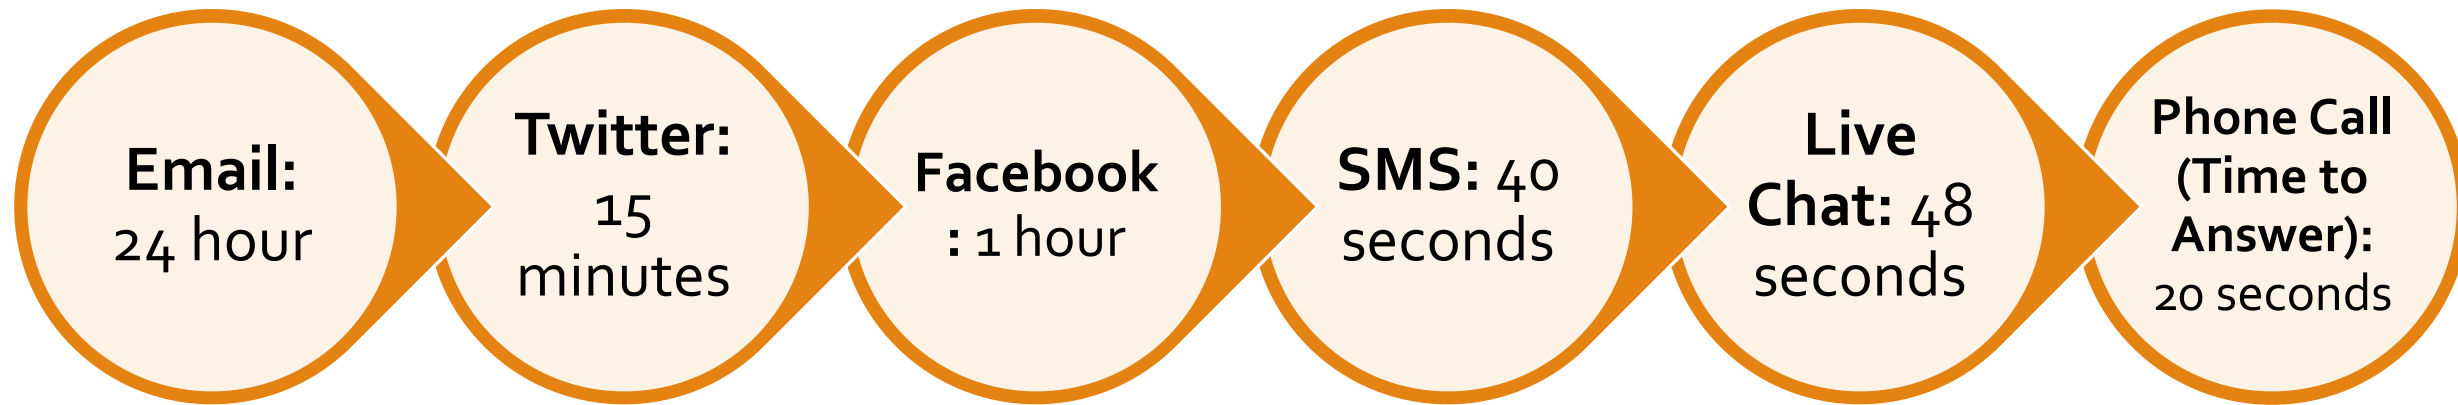 Email:
24 hour
Twitter:
15
minutes
Facebook
: 1 hour
SMS: 40
seconds
Live
Chat: 48
seconds
Phone Call
(Time to
Answer):
20 seconds